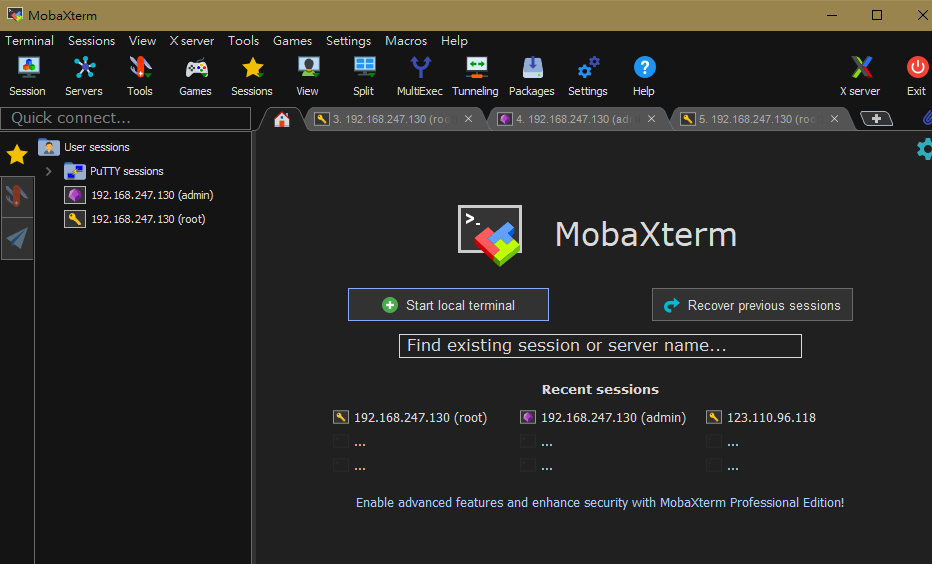 MobaXterm
Terminal Sessions View X server Tools Games Settings Macros Help
Session Servers Tools Games Sessions View Split MultiExec Tunneling Packages Settings Help X server Exit
Quick connect... 3. 192.168.247.130 (roo 4. 192.168.247.130 (adm 5. 192.168.247.130 (roo
User sessions
PuTTY sessions
192.168.247.130 (admin)
192.168.247.130 (root)
>_
MobaXterm
Start local terminal Recover previous sessions
Find existing session or server name...
Recent sessions
192.168.247.130 (root) 192.168.247.130 (admin) 123.110.96.118
... ... ...
... ... ...
Enable advanced features and enhance security with MobaXterm Professional Edition!